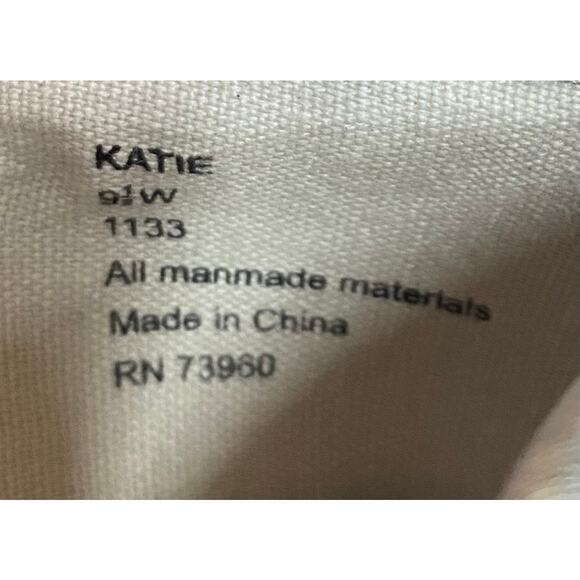 KATIE
9½W
1133
All manmade materials
Made in China
RN 73960